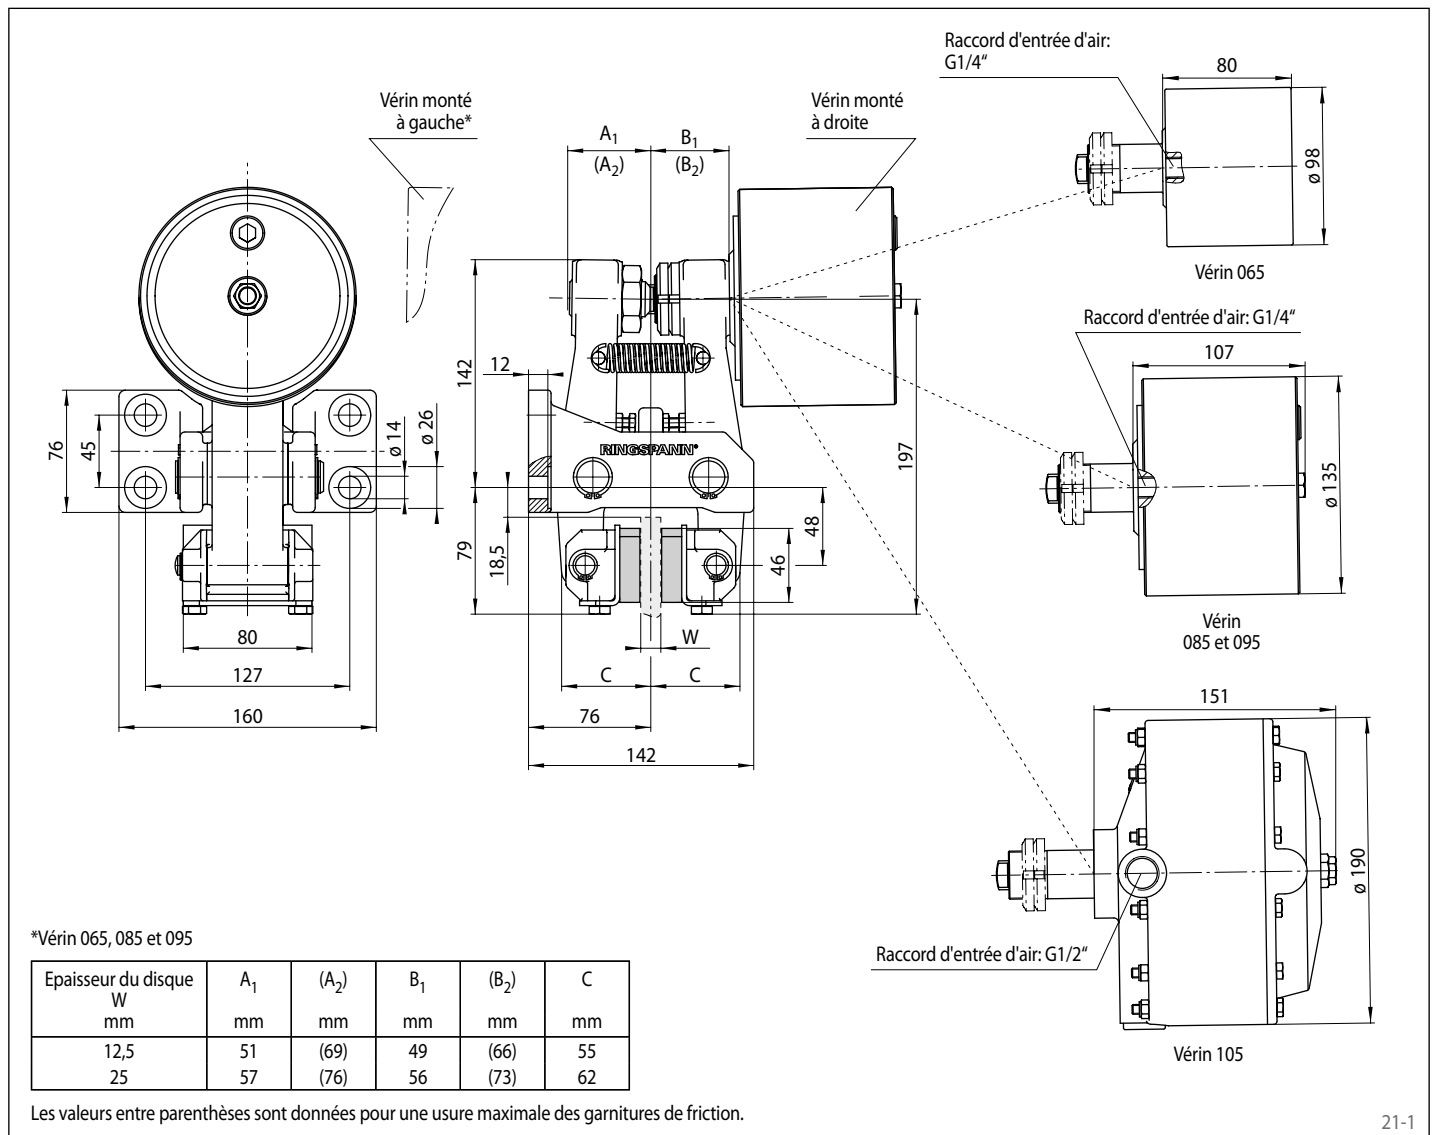 Raccord d'entrée d'air:
G1/4“
80
Vérin monté
à gauche*
Vérin monté
à droite
A1
(A2)
B1
(B2)
ø 98
Vérin 065
Raccord d'entrée d'air: G1/4“
107
142
12
76
45
ø 14
ø 26
RINGSPANN®
197
ø 135
79
18,5
48
46
Vérin
085 et 095
80
W
127
C
C
160
76
142
151
ø 190
Raccord d'entrée d'air: G1/2“
Vérin 105
*Vérin 065, 085 et 095
Epaisseur du disque A1 (A2) B1 (B2) C
W
mm mm mm mm mm mm
12,5 51 (69) 49 (66) 55
25 57 (76) 56 (73) 62
Les valeurs entre parenthèses sont données pour une usure maximale des garnitures de friction.
21-1